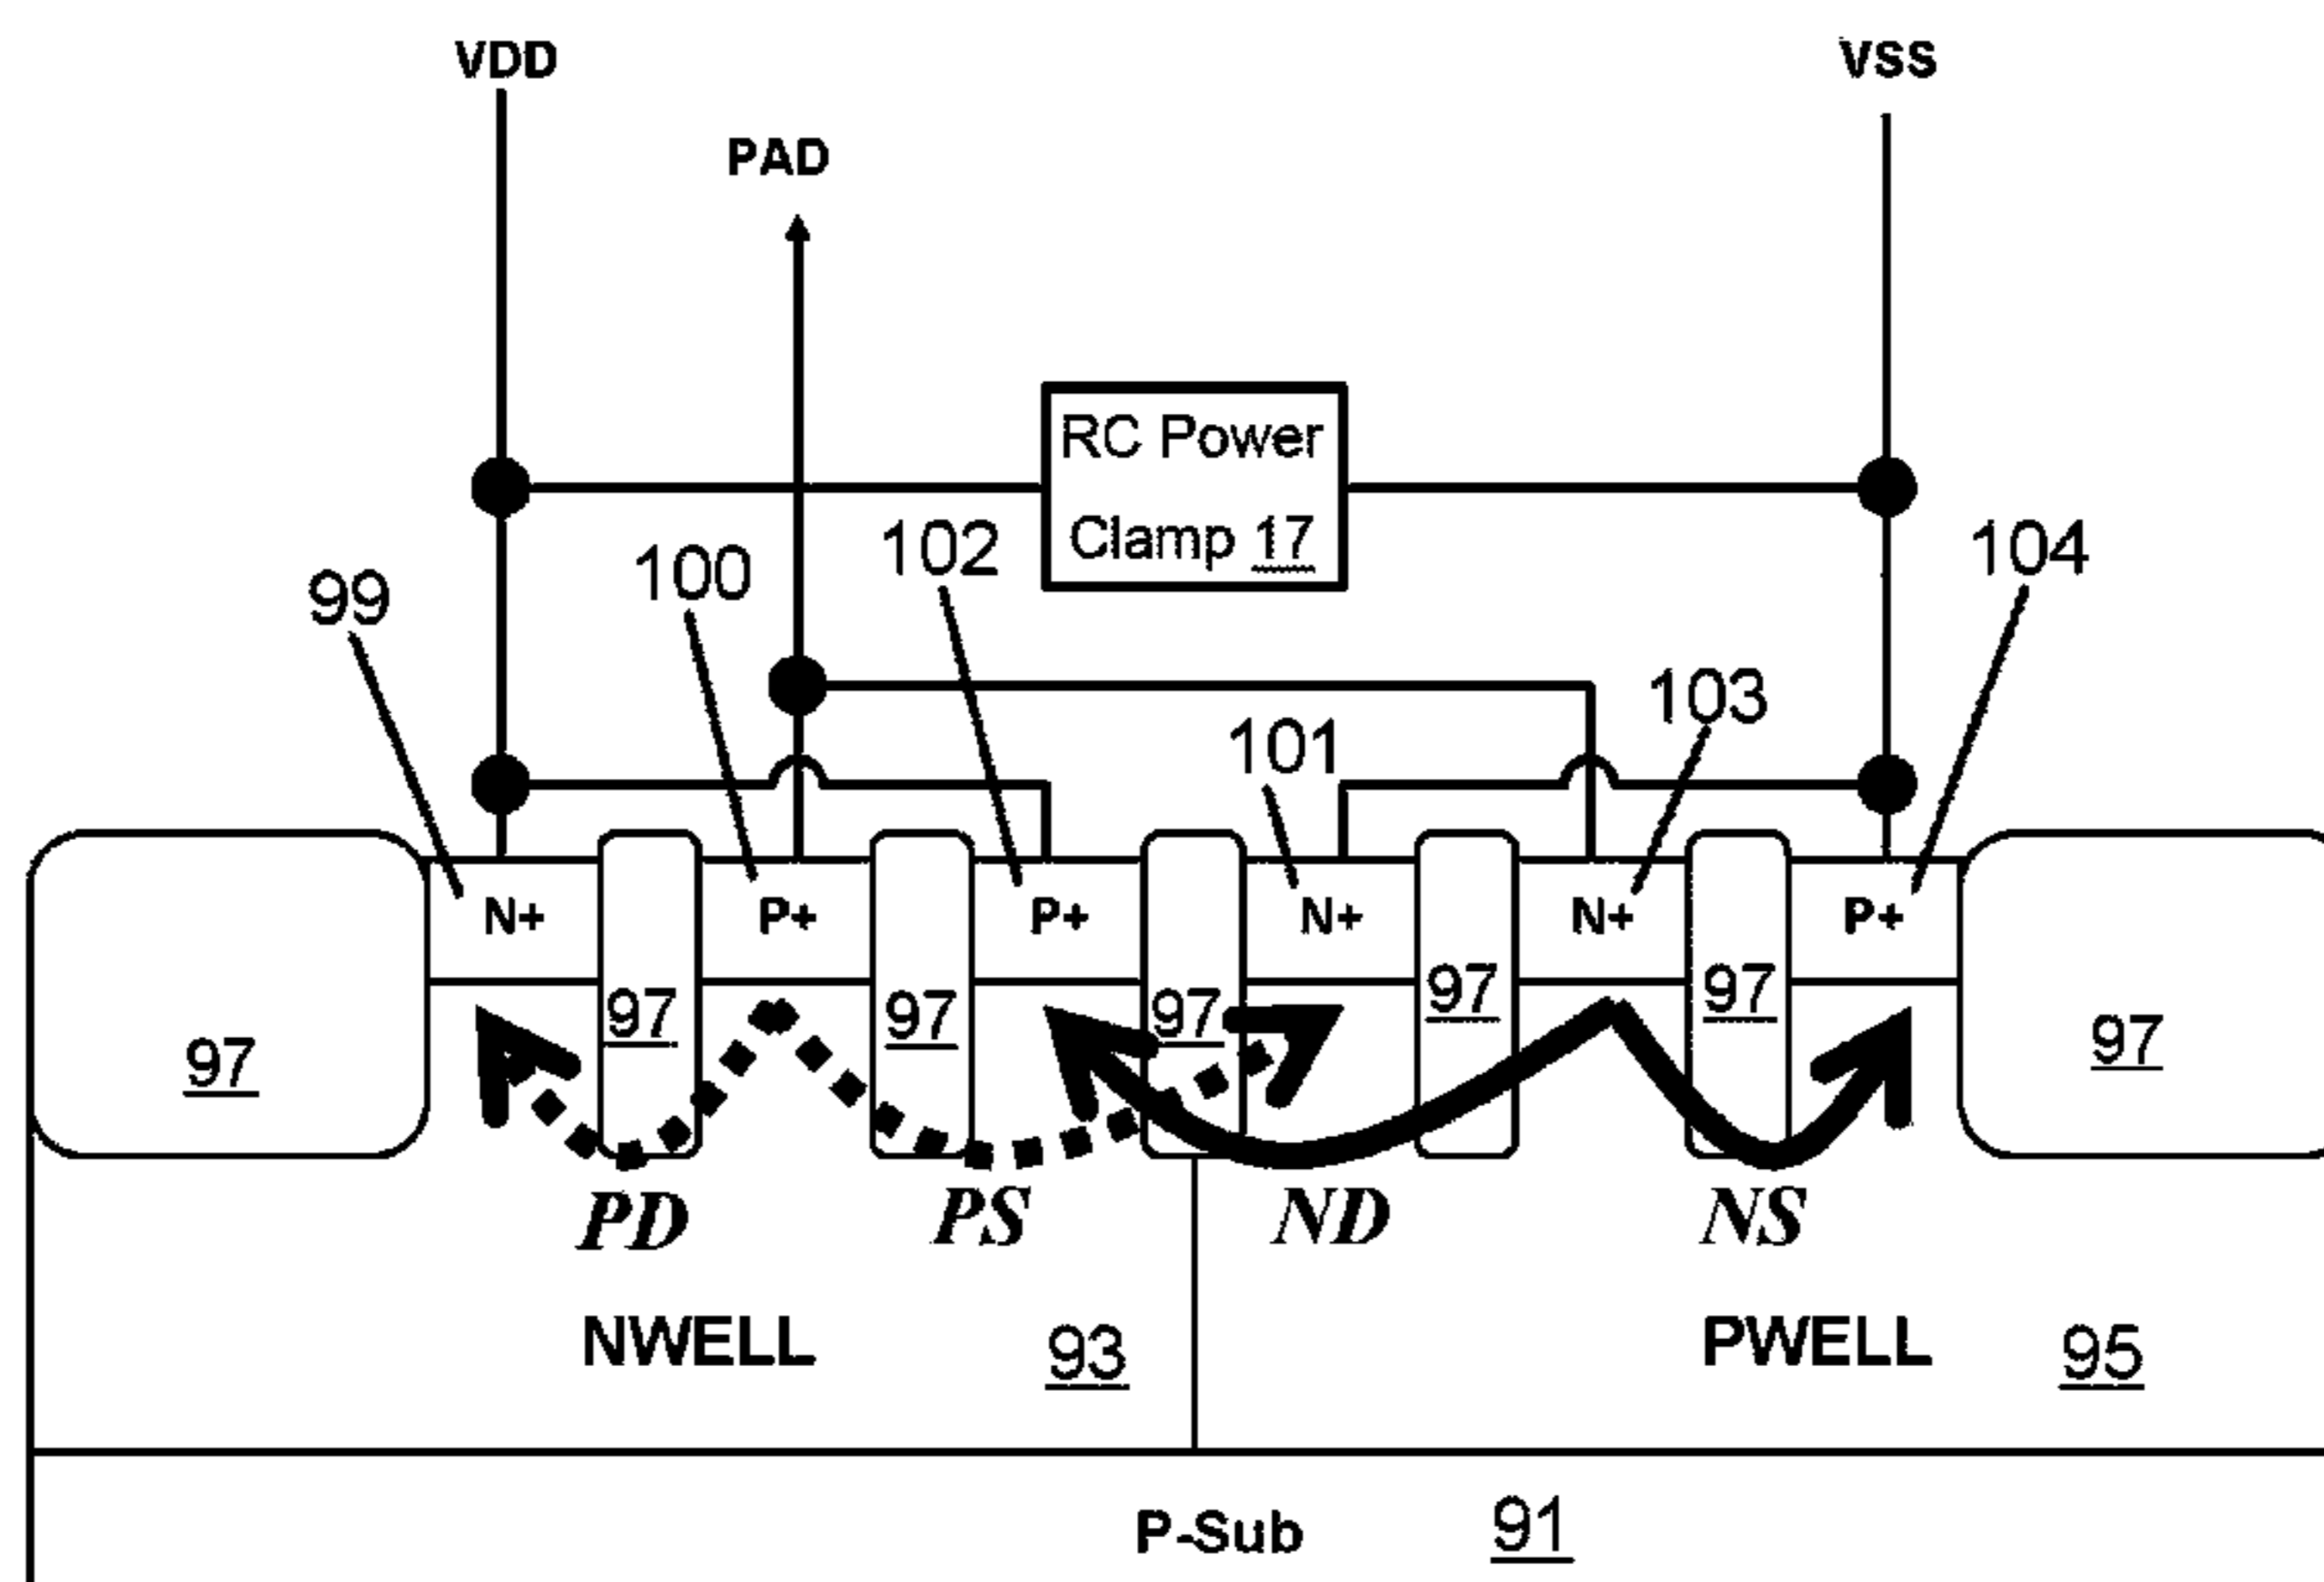 VDD
VSS
PAD
RC Power
Clamp 17
99
100
102
104
101
103
N+
P+
P+
N+
N+
P+
97
97
97
97
97
97
97
PD
PS
ND
NS
NWELL
93
PWELL
95
P-Sub
91